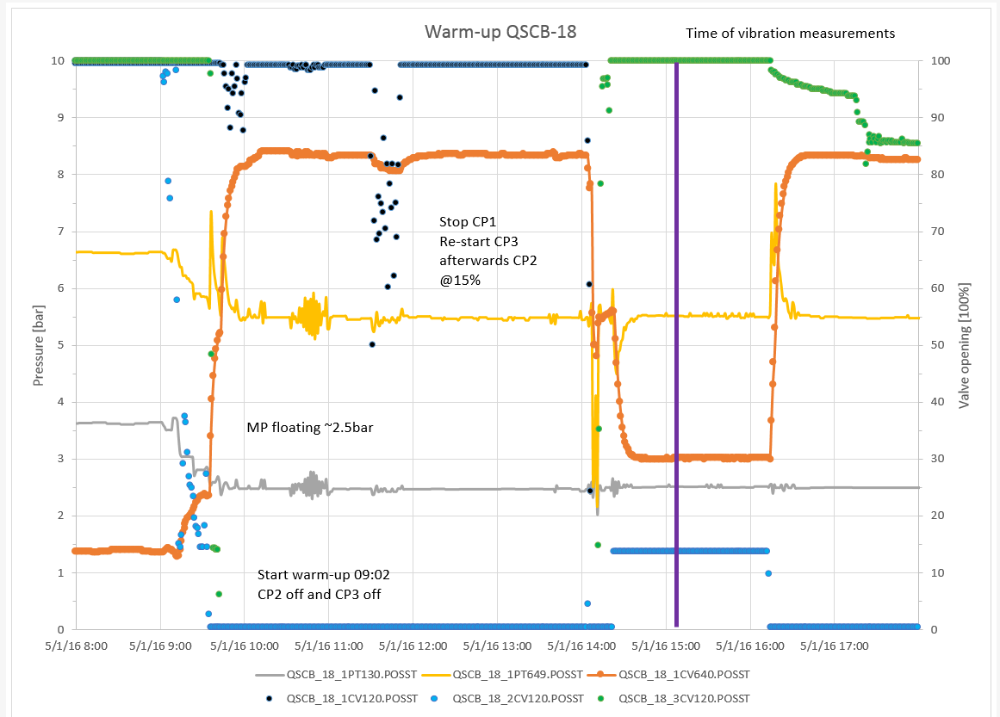 Warm-up QSCB-18
Time of vibration measurements
10
9
8
7
6
5
4
3
2
1
0
Pressure [bar]
100
90
80
70
60
50
40
30
20
10
0
Valve opening [100%]
Stop CP1
Re-start CP3
afterwards CP2
@15%
MP floating ~2.5bar
Start warm-up 09:02
CP2 off and CP3 off
5/1/16 8:00 5/1/16 9:00 5/1/16 10:00 5/1/16 11:00 5/1/16 12:00 5/1/16 13:00 5/1/16 14:00 5/1/16 15:00 5/1/16 16:00 5/1/16 17:00
QSCB_18_1PT130.POSST QSCB_18_1PT649.POSST QSCB_18_1CV640.POSST
QSCB_18_1CV120.POSST QSCB_18_2CV120.POSST QSCB_18_3CV120.POSST